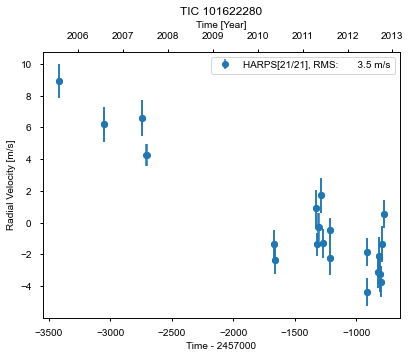 TIC 101622280
Time [Year]
2006 2007 2008 2009 2010 2011 2012 2013
HARPS[21/21], RMS: 3.5 m/s
Radial Velocity [m/s]
10
8
6
4
2
0
−2
−4
−3500 −3000 −2500 −2000 −1500 −1000
Time - 2457000